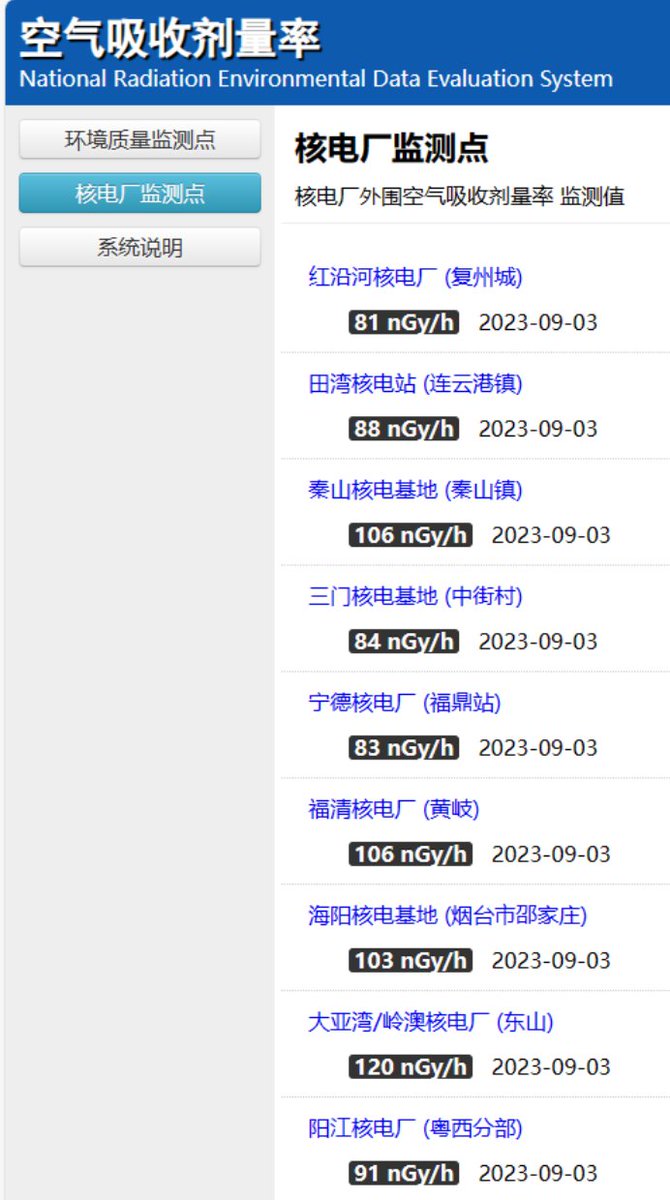 空气吸收剂量率
National Radiation Environmental Data Evaluation System
环境质量监测点
核电厂监测点
系统说明
核电厂监测点
核电厂外围空气吸收剂量率 监测值
红沿河核电厂 (复州城)
81 nGy/h 2023-09-03
田湾核电站 (连云港镇)
88 nGy/h 2023-09-03
秦山核电基地 (秦山镇)
106 nGy/h 2023-09-03
三门核电基地 (中街村)
84 nGy/h 2023-09-03
宁德核电厂 (福鼎站)
83 nGy/h 2023-09-03
福清核电厂 (黄岐)
106 nGy/h 2023-09-03
海阳核电基地 (烟台市邵家庄)
103 nGy/h 2023-09-03
大亚湾/岭澳核电厂 (东山)
120 nGy/h 2023-09-03
阳江核电厂 (粤西分部)
91 nGy/h 2023-09-03